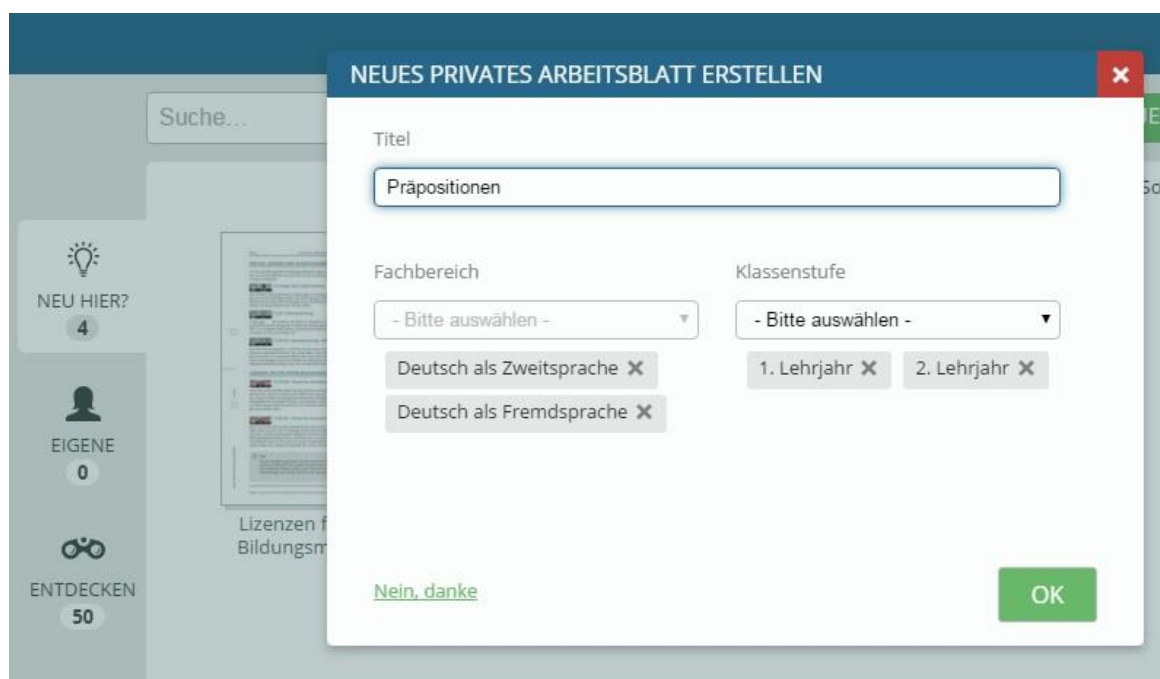 NEUES PRIVATES ARBEITSBLATT ERSTELLEN
Suche...
Titel
Präpositionen
NEU HIER?
4
Fachbereich
Klassenstufe
- Bitte auswählen -
- Bitte auswählen -
Deutsch als Zweitsprache
1. Lehrjahr
2. Lehrjahr
Deutsch als Fremdsprache
EIGENE
0
Lizenzen f
Bildungsm
ENTDECKEN
50
Nein, danke
OK